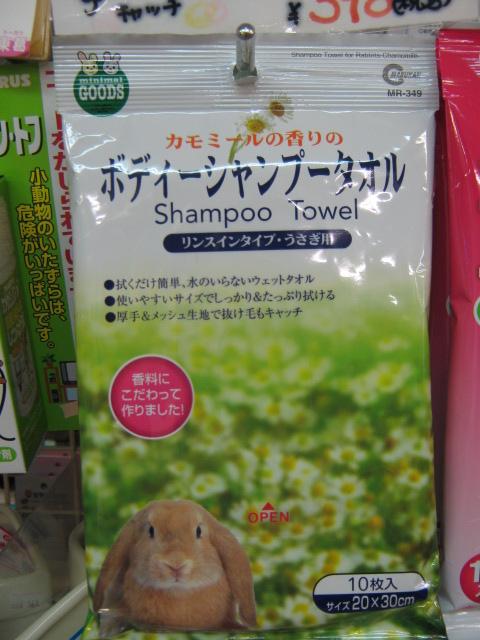 キャッチ
¥398
Shampoo Towel for Rabbits-Chamomile
minimal
GOODS
MARUKAN
MR-349
カモミールの香りの
ボディーシャンプータオル
Shampoo Towel
リンスインタイプ・うさぎ用
●拭くだけ簡単、水のいらないウェットタオル
●使いやすいサイズでしっかり&たっぷり拭ける
●厚手&メッシュ生地で抜け毛もキャッチ
香料に
こだわって
作りました!
OPEN
10枚入
サイズ20×30cm
小動物のいたずらは、
危険がいっぱいです。